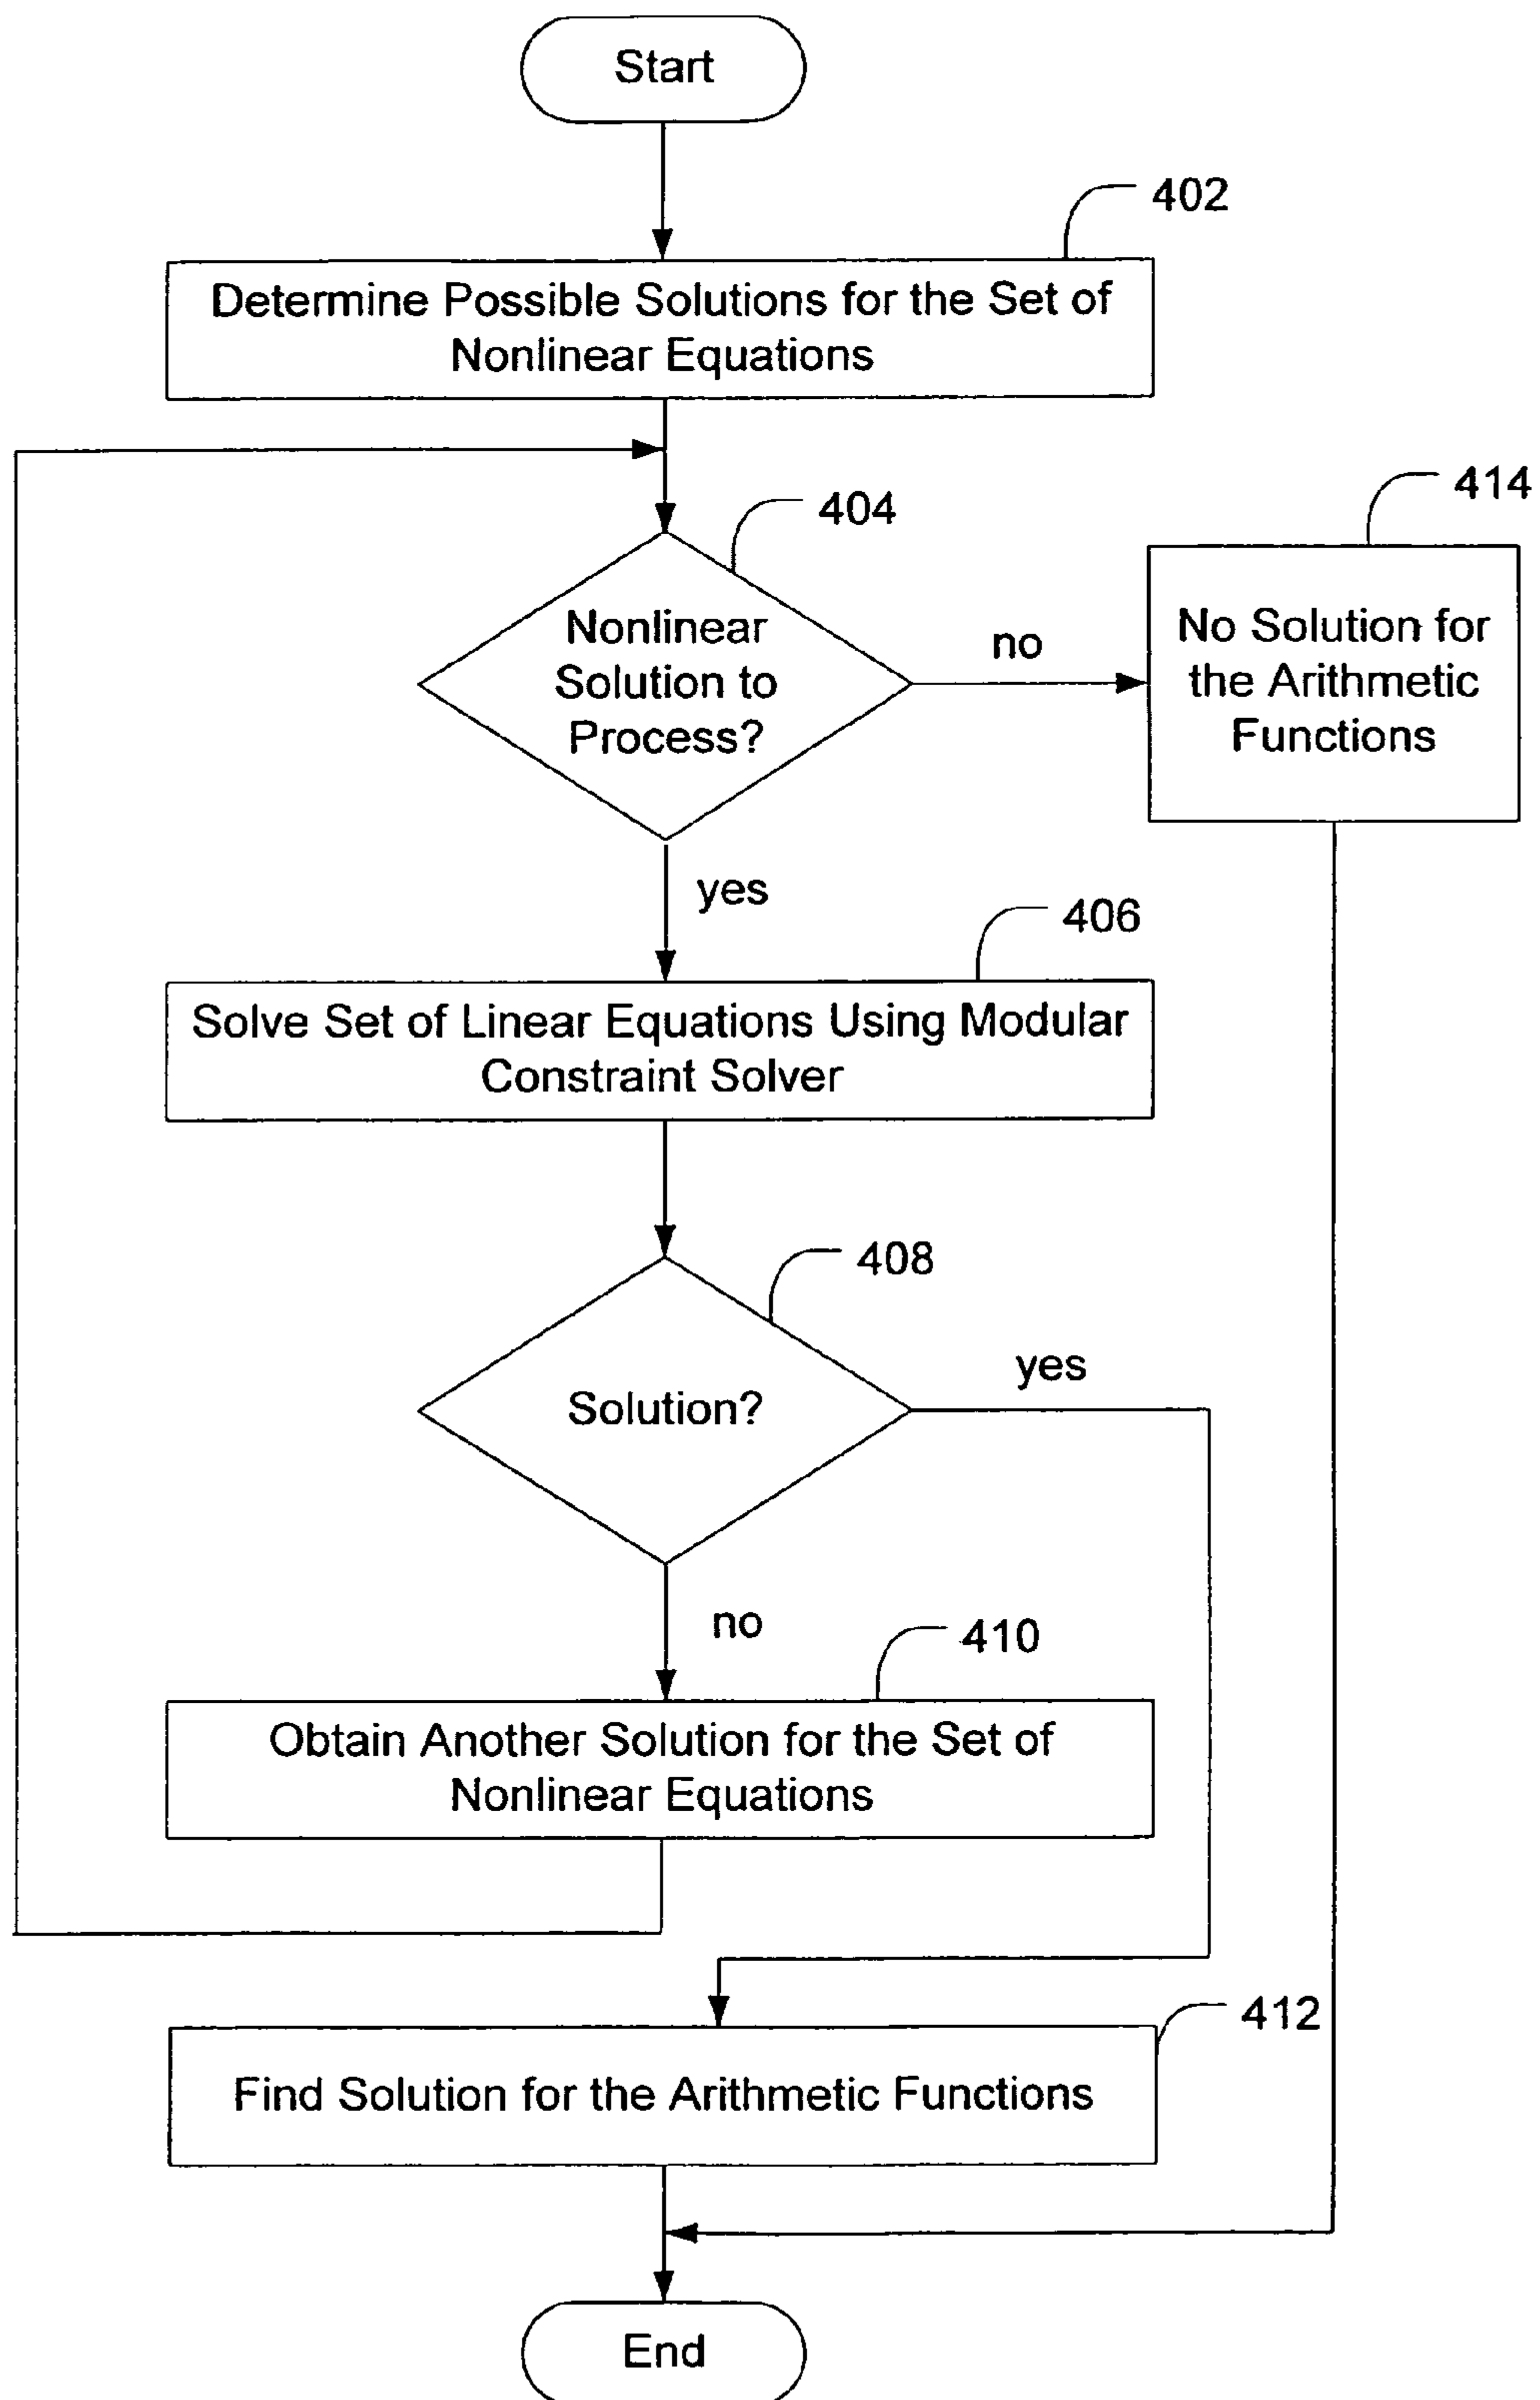 Start
402
Determine Possible Solutions for the Set of
Nonlinear Equations
404
414
Nonlinear
Solution to
Process?
no
No Solution for
the Arithmetic
Functions
yes
406
Solve Set of Linear Equations Using Modular
Constraint Solver
408
Solution?
yes
no
410
Obtain Another Solution for the Set of
Nonlinear Equations
412
Find Solution for the Arithmetic Functions
End